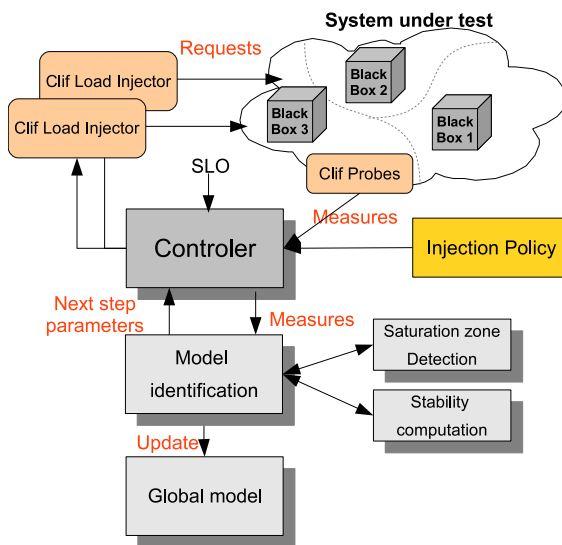 System under test
Requests
Clif Load Injector
Clif Load Injector
Black
Box 2
Black
Box 3
Black
Box 1
Clif Probes
SLO
Measures
Controler
Injection Policy
Next step
parameters
Measures
Model
identification
Saturation zone
Detection
Stability
computation
Update
Global model